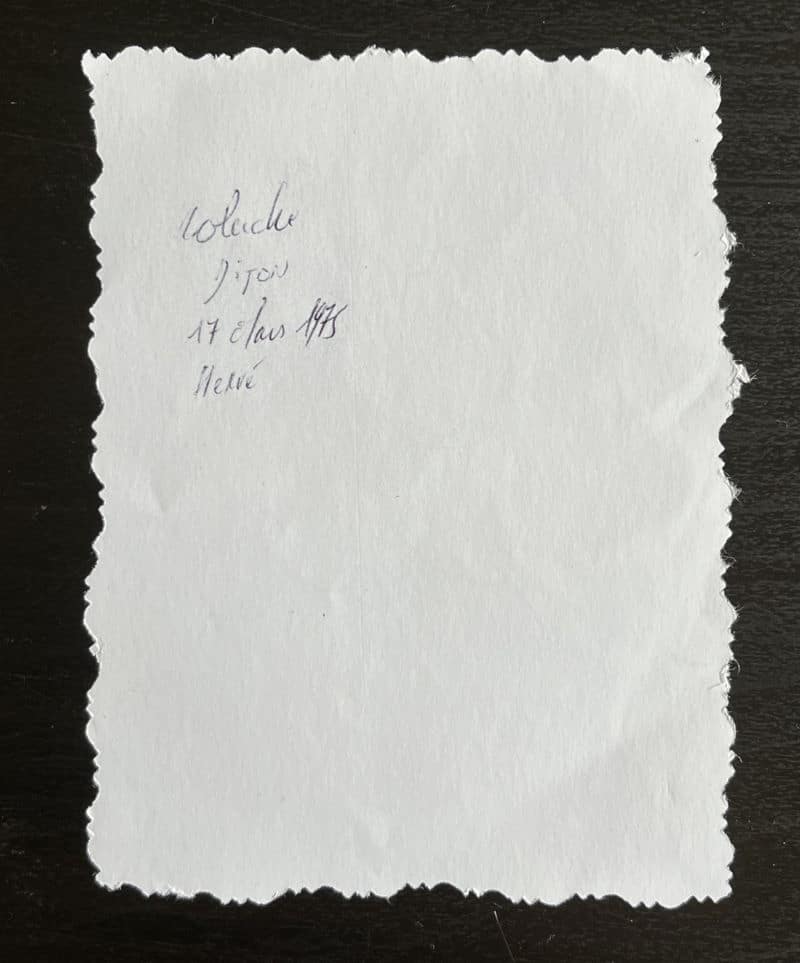 Coluche
Dijon
17 Mars 1975
Hervé